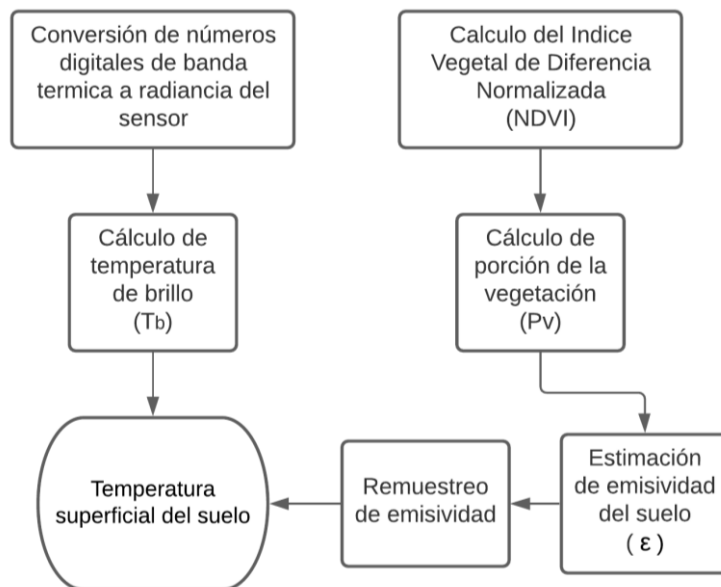 Conversión de números
digitales de banda
termica a radiancia del
sensor
Calculo del Indice
Vegetal de Diferencia
Normalizada
(NDVI)
Cálculo de
temperatura
de brillo
(Tb)
Cálculo de
porción de la
vegetación
(Pv)
Temperatura
superficial del suelo
Remuestreo
de emisividad
Estimación
de emisividad
del suelo
( ε )